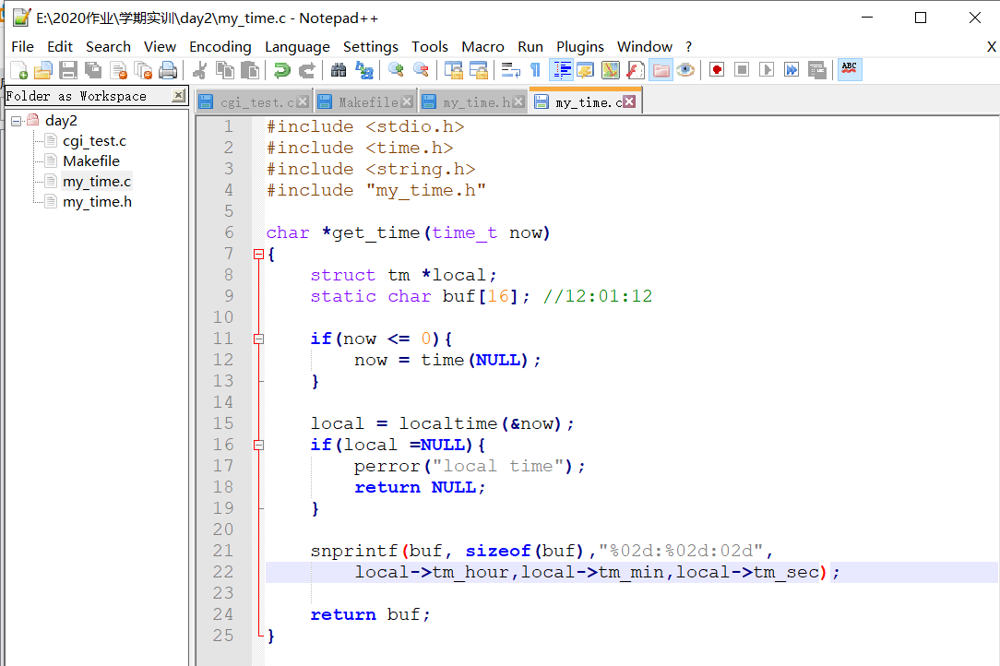 E:\2020作业\学期实训\day2\my_time.c - Notepad++
File Edit Search View Encoding Language Settings Tools Macro Run Plugins Window ? X
ABC
Folder as Workspace
day2
cgi_test.c
Makefile
my_time.c
my_time.h
cgi_test.c Makefile my_time.h my_time.c
1 #include <stdio.h>
2 #include <time.h>
3 #include <string.h>
4 #include "my_time.h"
5
6 char *get_time(time_t now)
7 {
8     struct tm *local;
9     static char buf[16]; //12:01:12
10
11     if(now <= 0){
12         now = time(NULL);
13     }
14
15     local = localtime(&now);
16     if(local =NULL){
17         perror("local time");
18         return NULL;
19     }
20
21     snprintf(buf, sizeof(buf),"%02d:%02d:02d",
22         local->tm_hour,local->tm_min,local->tm_sec);
23
24     return buf;
25 }